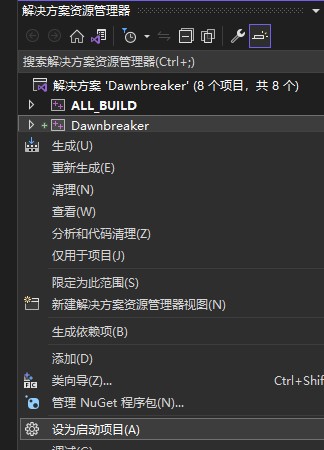 解决方案资源管理器
搜索解决方案资源管理器(Ctrl+;)
解决方案 'Dawnbreaker' (8 个项目，共 8 个)
ALL_BUILD
Dawnbreaker
生成(U)
重新生成(E)
清理(N)
查看(W)
分析和代码清理(Z)
仅用于项目(J)
限定为此范围(S)
新建解决方案资源管理器视图(N)
生成依赖项(B)
添加(D)
类向导(Z)... Ctrl+Shif
管理 NuGet 程序包(N)...
设为启动项目(A)